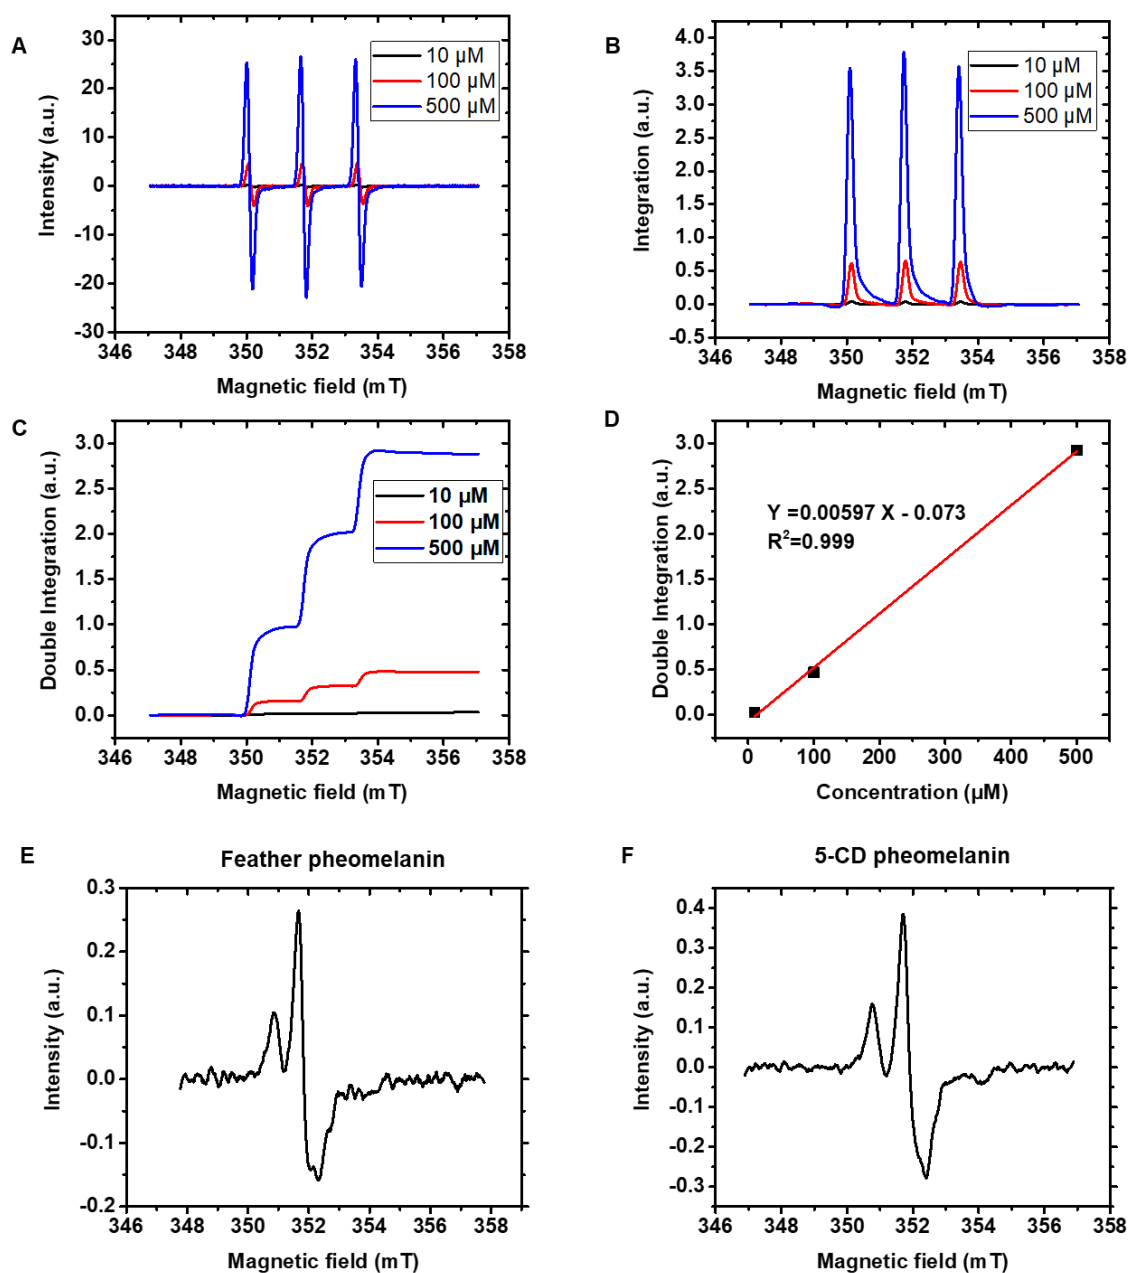 A
30
20
10
0
-10
-20
-30
Intensity (a.u.)
10 µM
100 µM
500 µM
346 348 350 352 354 356 358
Magnetic field (mT)
B
4.0
3.5
3.0
2.5
2.0
1.5
1.0
0.5
0.0
-0.5
Integration (a.u.)
10 µM
100 µM
500 µM
346 348 350 352 354 356 358
Magnetic field (mT)
C
3.0
2.5
2.0
1.5
1.0
0.5
0.0
Double Integration (a.u.)
10 µM
100 µM
500 µM
346 348 350 352 354 356 358
Magnetic field (mT)
D
3.0
2.5
2.0
1.5
1.0
0.5
0.0
Double Integration (a.u.)
Y =0.00597 X - 0.073
R²=0.999
0 100 200 300 400 500
Concentration (µM)
E
Feather pheomelanin
0.3
0.2
0.1
0.0
-0.1
-0.2
Intensity (a.u.)
346 348 350 352 354 356 358
Magnetic field (mT)
F
5-CD pheomelanin
0.4
0.3
0.2
0.1
0.0
-0.1
-0.2
-0.3
Intensity (a.u.)
346 348 350 352 354 356 358
Magnetic field (mT)